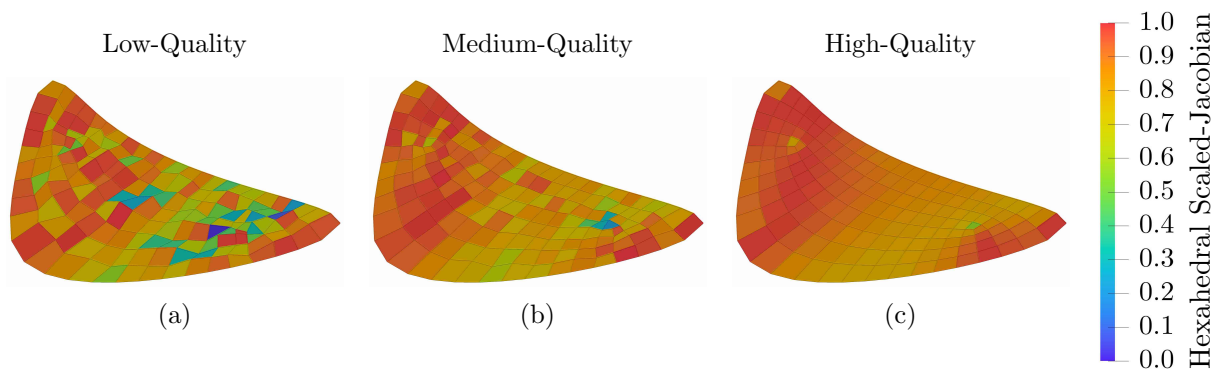 Low-Quality
Medium-Quality
High-Quality
(a)
(b)
(c)
1.0
0.9
0.8
0.7
0.6
0.5
0.4
0.3
0.2
0.1
0.0
Hexahedral Scaled-Jacobian